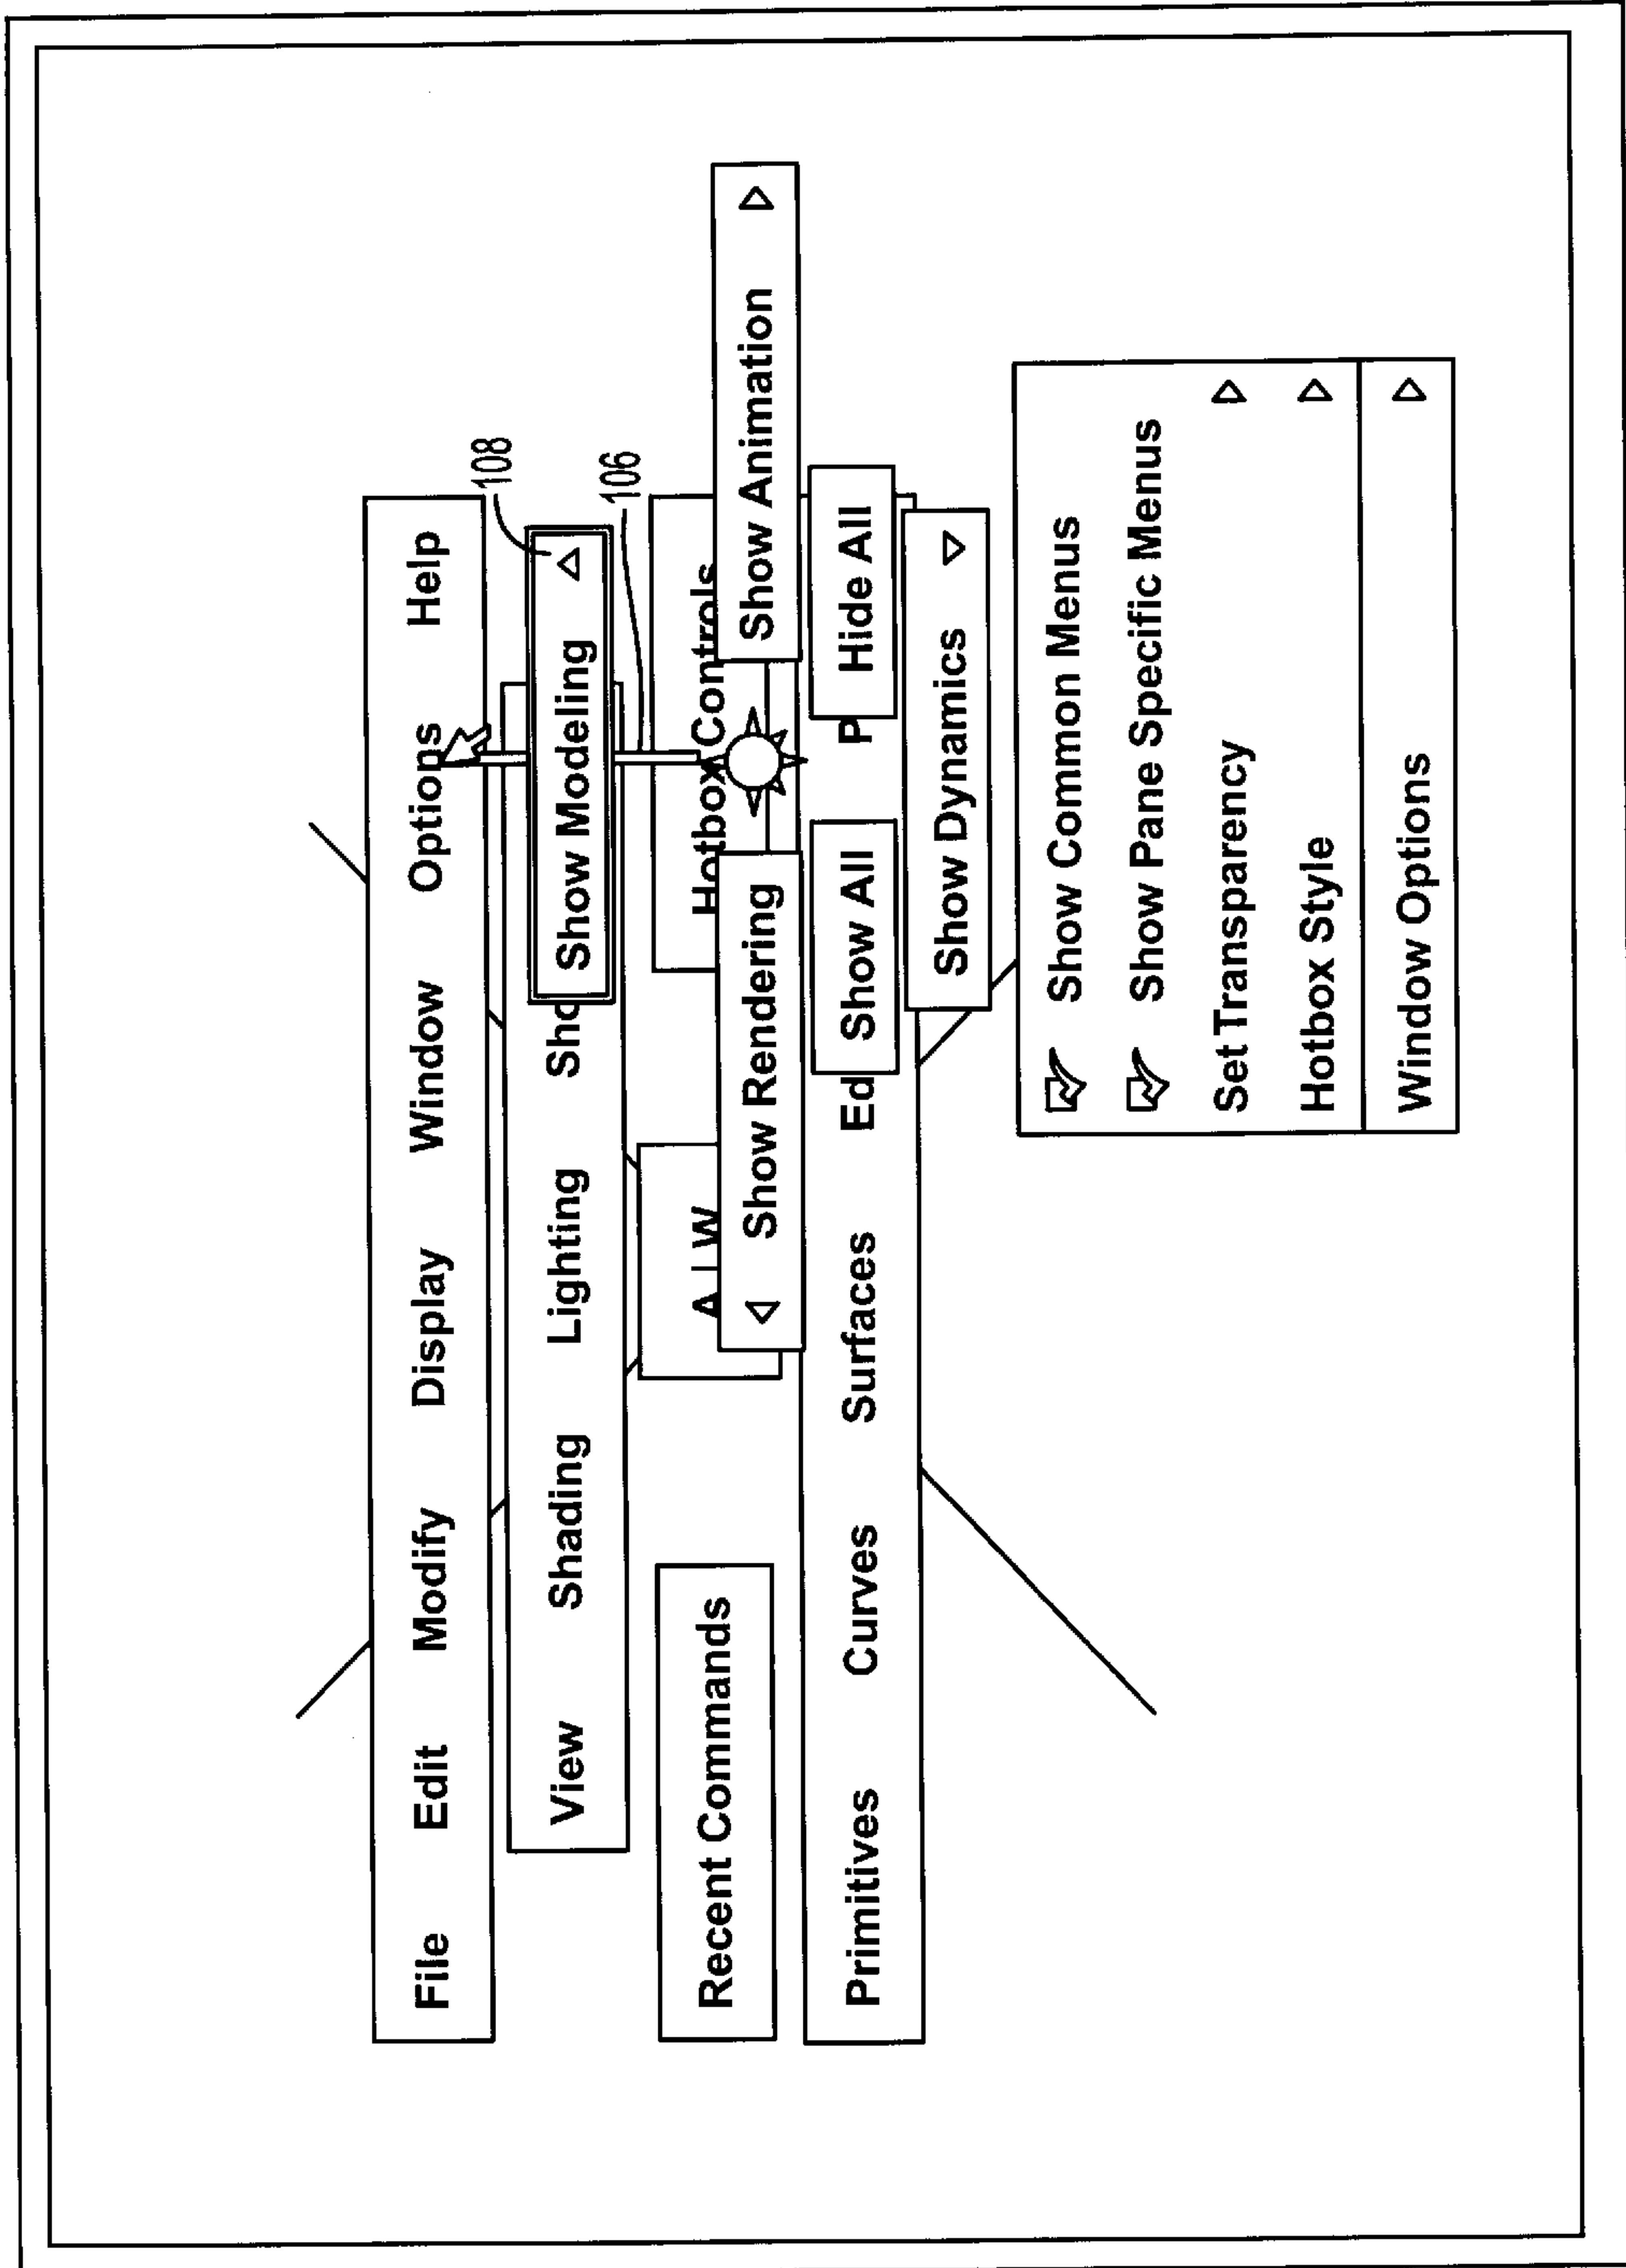 File Edit Modify Display Window Options Help
108
View Shading Lighting Sho
Show Modeling
106
Recent Commands
A | W
Hotbox Controls
Show Rendering
Show Animation
Primitives Curves Surfaces Ed
Show All
P
Hide All
Show Dynamics
Show Common Menus
Show Pane Specific Menus
Set Transparency
Hotbox Style
Window Options